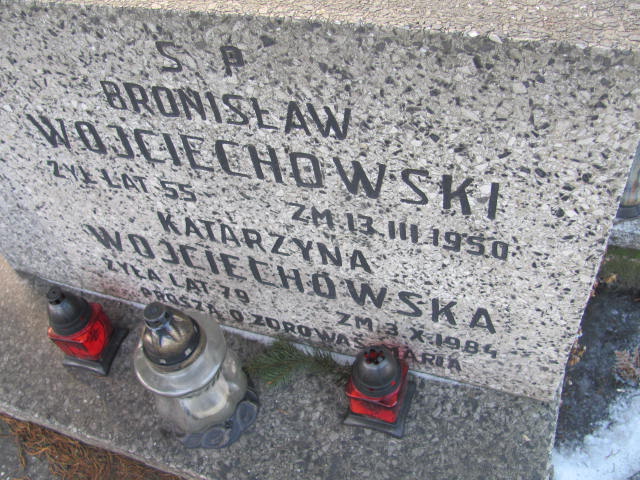 Ś P
BRONISŁAW
WOJCIECHOWSKI
ŻYŁ LAT 55 ZM 13 III 1950
KATARZYNA
WOJCIECHOWSKA
ŻYŁA LAT 79 ZM 3 X 1984
PROSZĄ O ZDROWAŚ MARIA